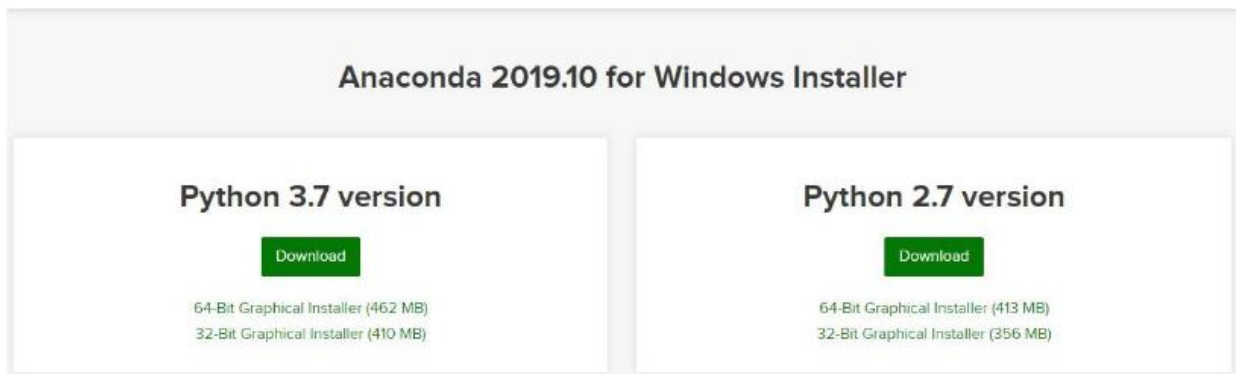 Anaconda 2019.10 for Windows Installer
Python 3.7 version
Download
64-Bit Graphical Installer (462 MB)
32-Bit Graphical Installer (410 MB)
Python 2.7 version
Download
64-Bit Graphical Installer (413 MB)
32-Bit Graphical Installer (356 MB)